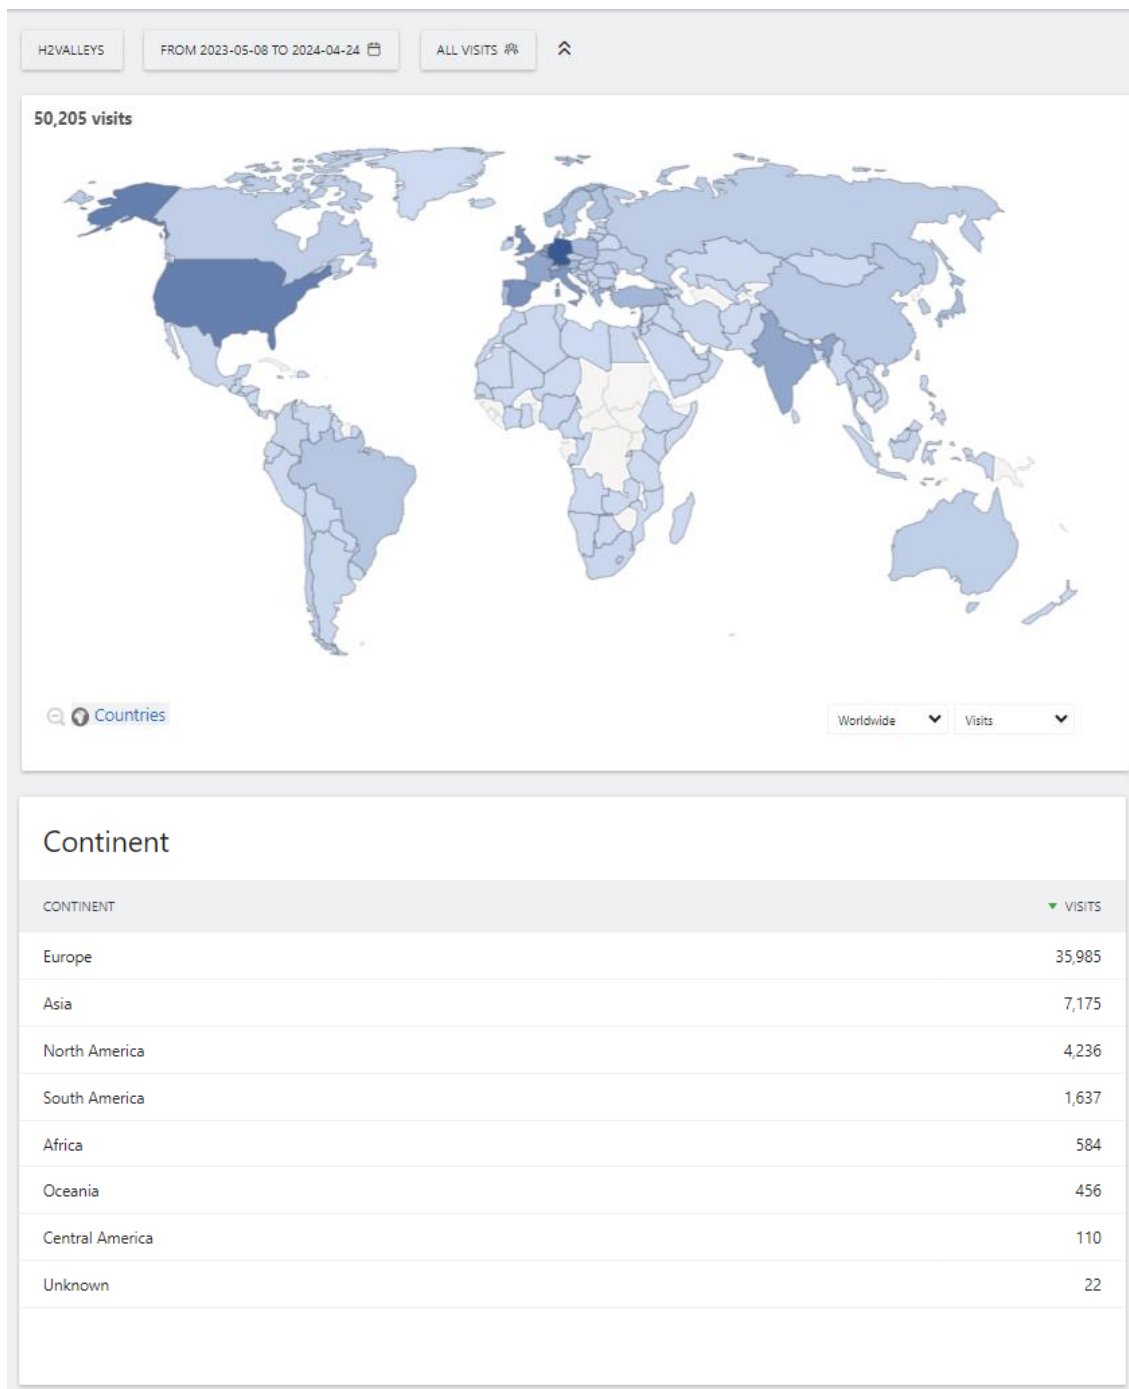 H2VALLEYS FROM 2023-05-08 TO 2024-04-24 ALL VISITS
50,205 visits
Countries Worldwide Visits
Continent
CONTINENT VISITS
Europe 35,985
Asia 7,175
North America 4,236
South America 1,637
Africa 584
Oceania 456
Central America 110
Unknown 22